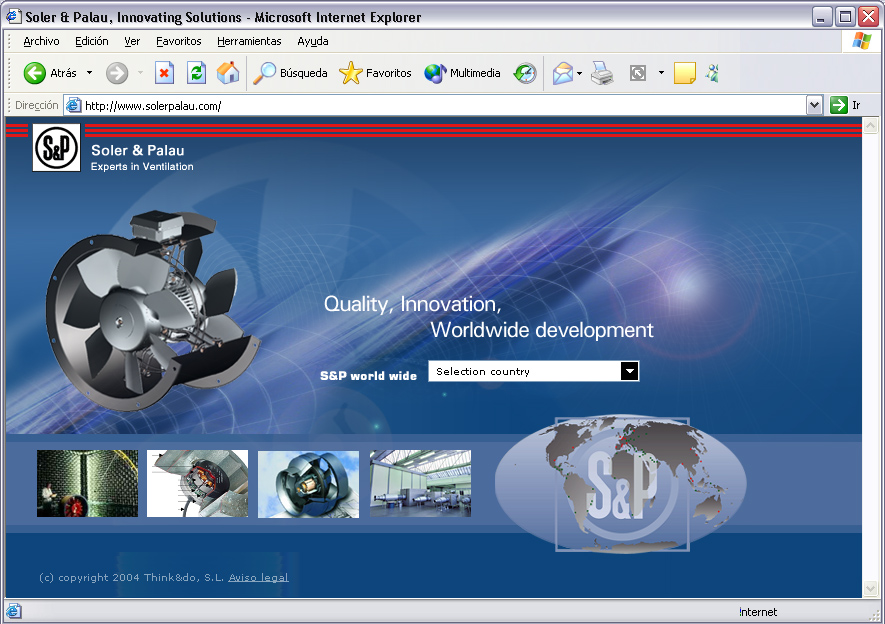 Soler & Palau, Innovating Solutions - Microsoft Internet Explorer
Archivo Edición Ver Favoritos Herramientas Ayuda
Atrás Búsqueda Favoritos Multimedia
Dirección http://www.solerpalau.com/ Ir
S&P
Soler & Palau
Experts in Ventilation
Quality, Innovation,
Worldwide development
S&P world wide Selection country
S&P
(c) copyright 2004 Think&do, S.L. Aviso legal
Internet